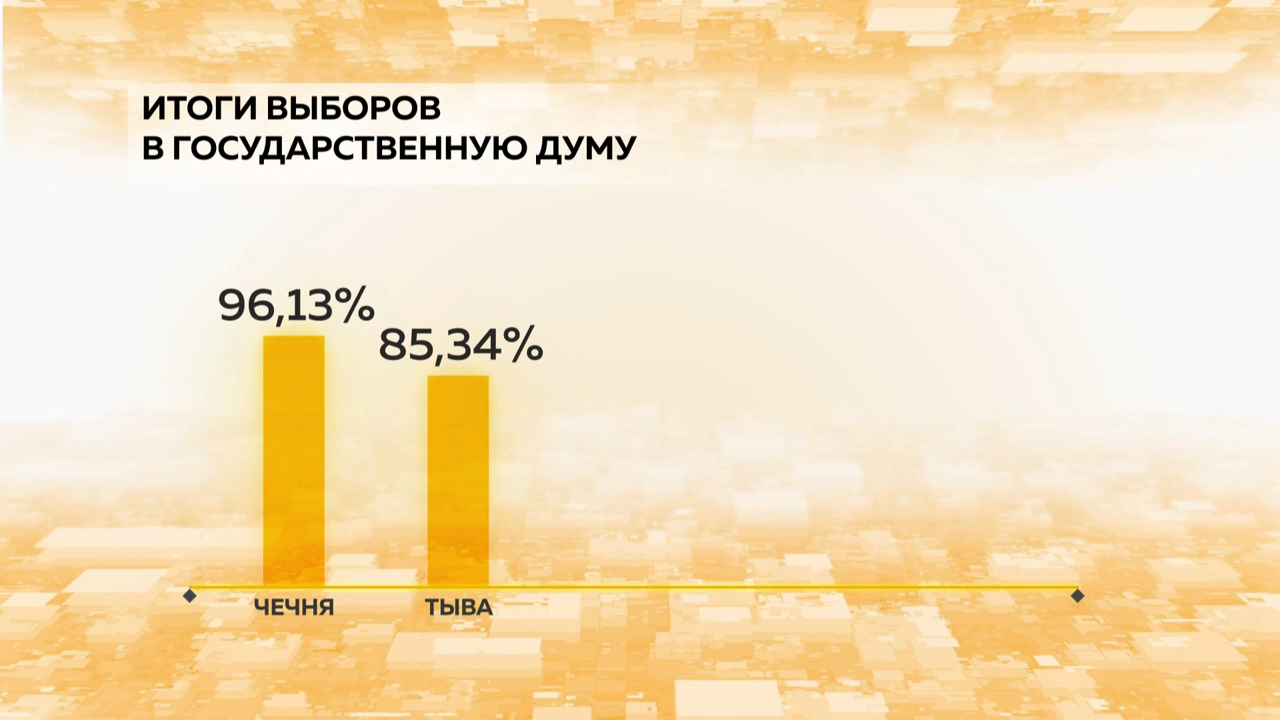 ИТОГИ ВЫБОРОВ
В ГОСУДАРСТВЕННУЮ ДУМУ
96,13%
85,34%
ЧЕЧНЯ
ТЫВА